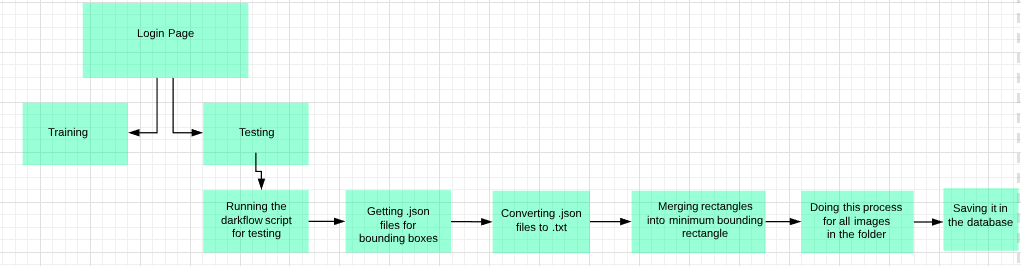 Login Page
Training
Testing
Running the
darkflow script
for testing
Getting .json
files for
bounding boxes
Converting .json
files to .txt
Merging rectangles
into minimum bounding
rectangle
Doing this process
for all images
in the folder
Saving it in
the database